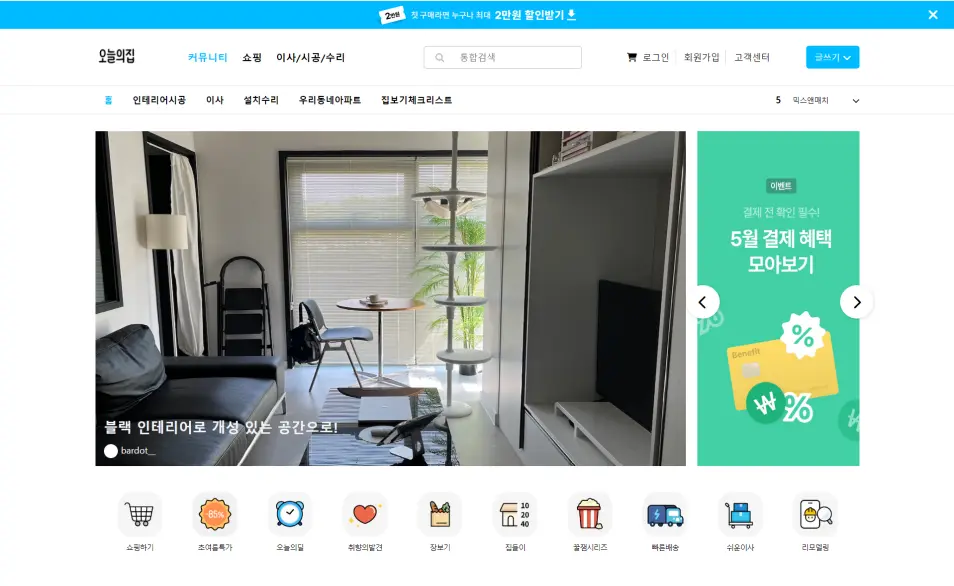 2만원 첫 구매라면 누구나 최대 2만원 할인받기
오늘의집 커뮤니티 쇼핑 이사/시공/수리 통합검색 로그인 회원가입 고객센터 글쓰기
홈 인테리어시공 이사 설치수리 우리동네아파트 집보기체크리스트 5 믹스앤매치
이벤트
결제 전 확인 필수!
5월 결제 혜택
모아보기
Benefit
%
₩ %
블랙 인테리어로 개성 있는 공간으로!
bardot__
-85%
10
20
40
쇼핑하기 초여름특가 오늘의딜 취향의발견 장보기 집들이 꿀잼시리즈 빠른배송 쉬운이사 리모델링